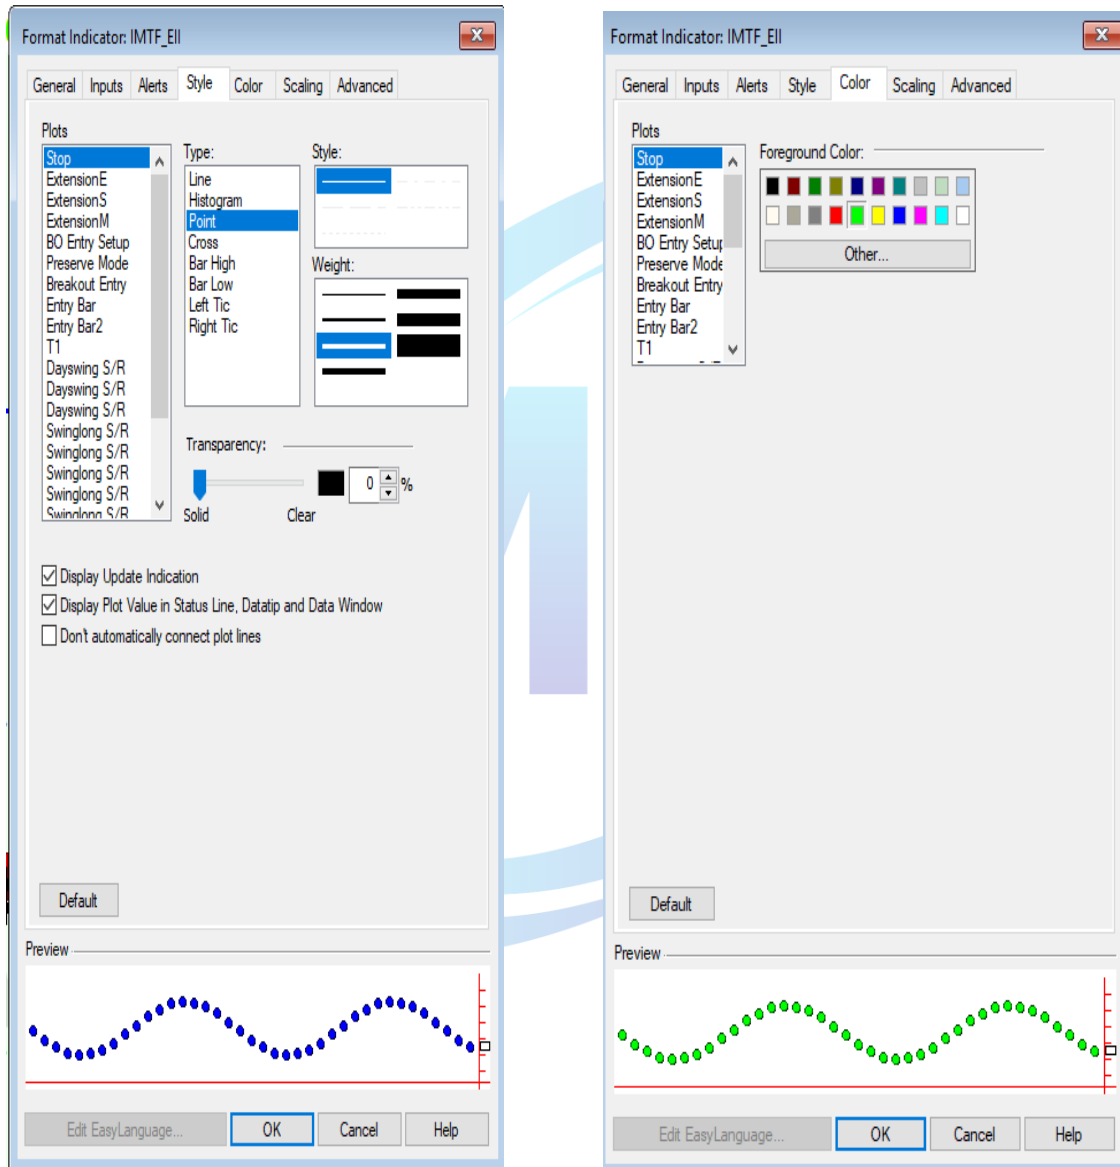 Format Indicator: IMTF_EII
General Inputs Alerts Style Color Scaling Advanced
Plots
Stop
ExtensionE
ExtensionS
ExtensionM
BO Entry Setup
Preserve Mode
Breakout Entry
Entry Bar
Entry Bar2
T1
Dayswing S/R
Dayswing S/R
Dayswing S/R
Swinglong S/R
Swinglong S/R
Swinglong S/R
Swinglong S/R
Swinglong S/R
Type:
Line
Histogram
Point
Cross
Bar High
Bar Low
Left Tic
Right Tic
Style:
Weight:
Transparency:
0 %
Solid Clear
Display Update Indication
Display Plot Value in Status Line, Datatip and Data Window
Don't automatically connect plot lines
Default
Preview
Edit EasyLanguage... OK Cancel Help
Format Indicator: IMTF_EII
General Inputs Alerts Style Color Scaling Advanced
Plots
Stop
ExtensionE
ExtensionS
ExtensionM
BO Entry Setup
Preserve Mode
Breakout Entry
Entry Bar
Entry Bar2
T1
Foreground Color:
Other...
Default
Preview
Edit EasyLanguage... OK Cancel Help